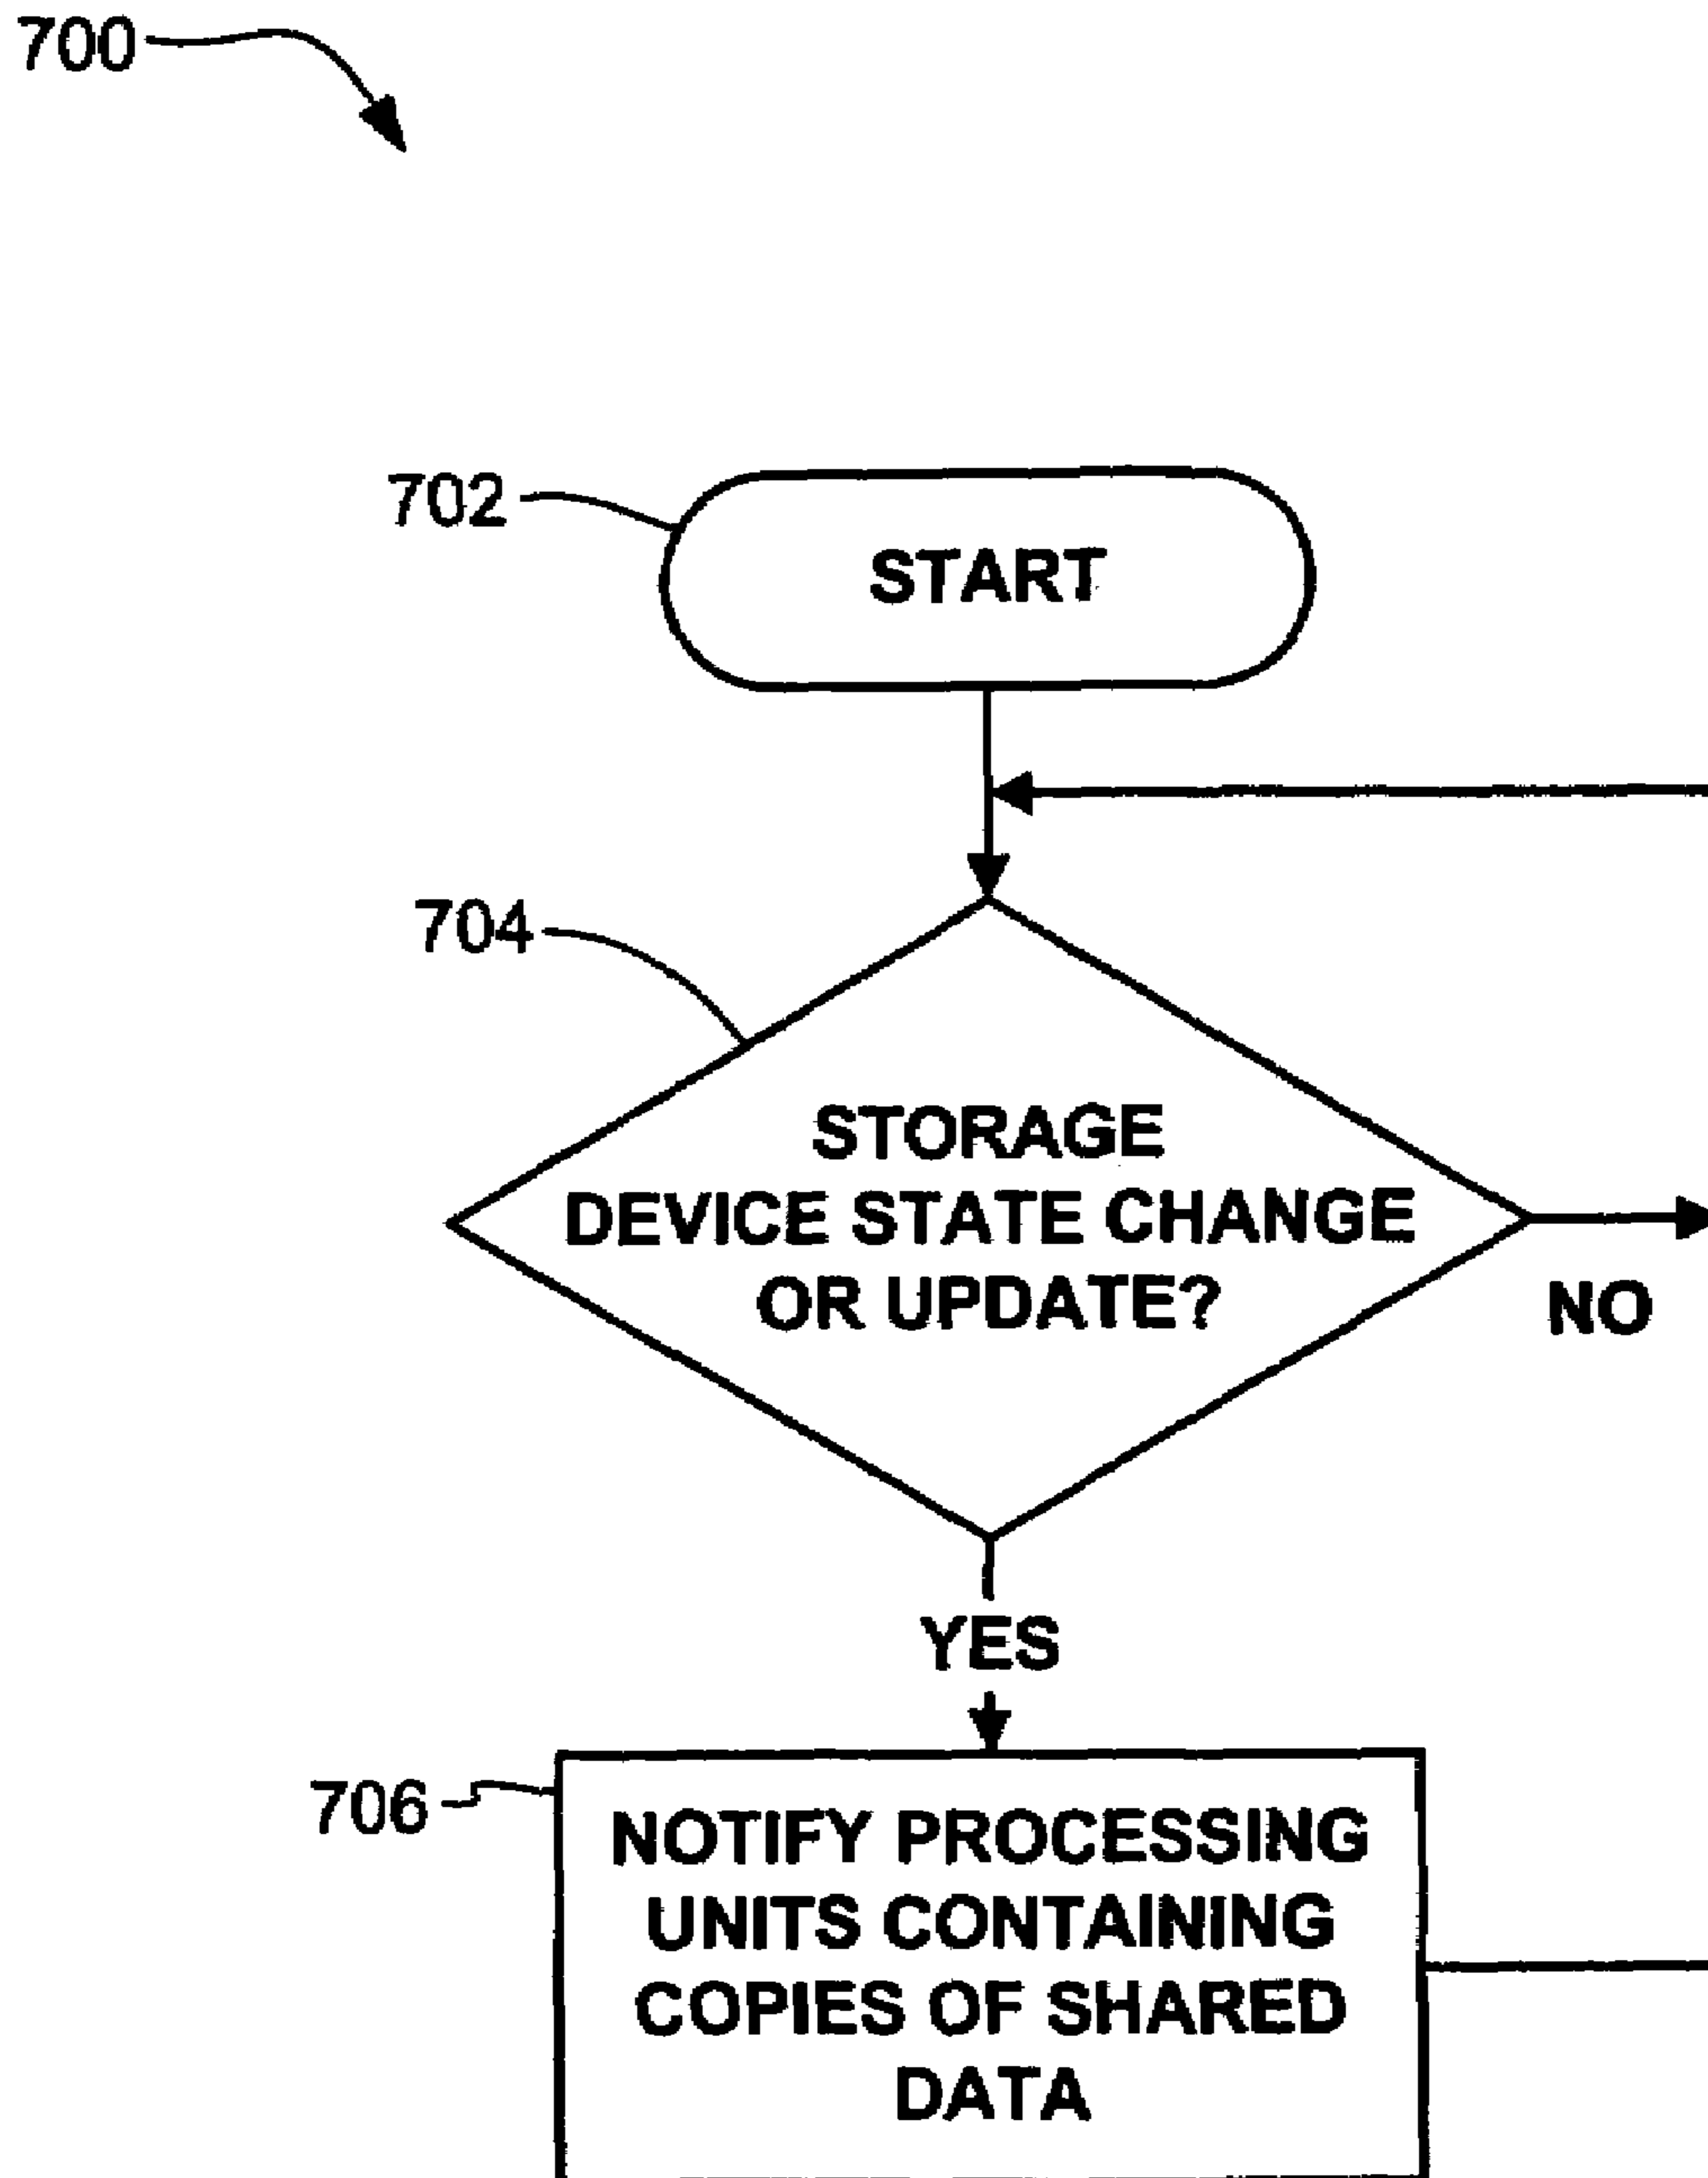 700
702
START
704
STORAGE
DEVICE STATE CHANGE
OR UPDATE?
NO
YES
706
NOTIFY PROCESSING
UNITS CONTAINING
COPIES OF SHARED
DATA